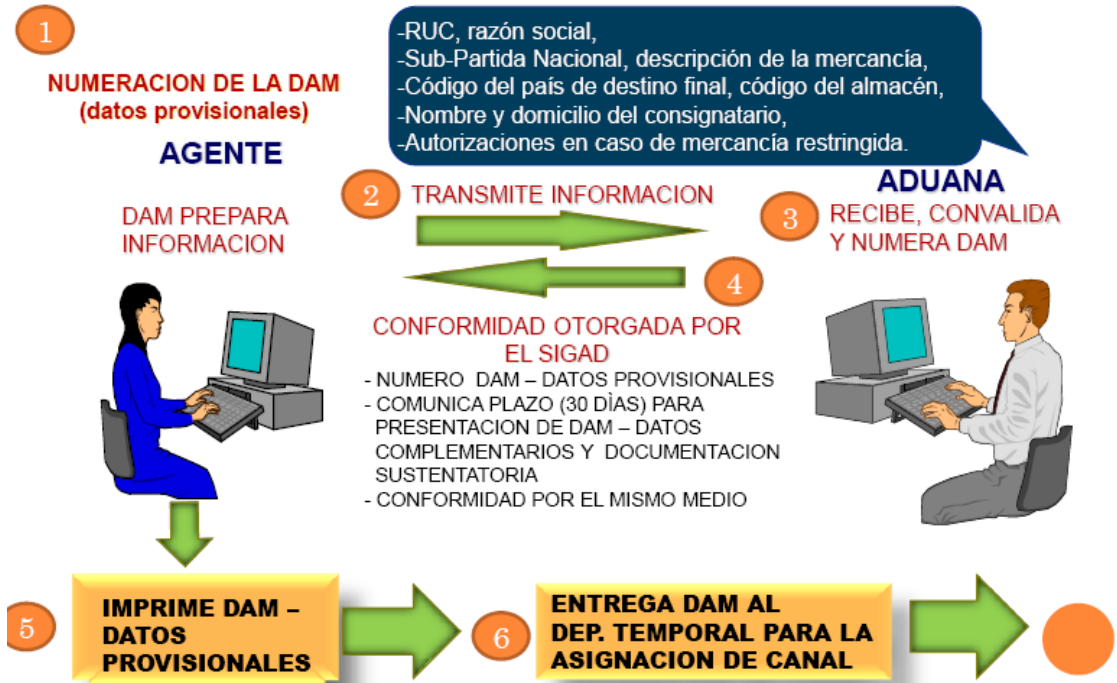 1
NUMERACION DE LA DAM
(datos provisionales)
AGENTE
-RUC, razón social,
-Sub-Partida Nacional, descripción de la mercancía,
-Código del país de destino final, código del almacén,
-Nombre y domicilio del consignatario,
-Autorizaciones en caso de mercancía restringida.
ADUANA
DAM PREPARA
INFORMACION
2 TRANSMITE INFORMACION
3 RECIBE, CONVALIDA
Y NUMERA DAM
4
CONFORMIDAD OTORGADA POR
EL SIGAD
- NUMERO DAM – DATOS PROVISIONALES
- COMUNICA PLAZO (30 DÌAS) PARA
PRESENTACION DE DAM – DATOS
COMPLEMENTARIOS Y DOCUMENTACION
SUSTENTATORIA
- CONFORMIDAD POR EL MISMO MEDIO
5
IMPRIME DAM –
DATOS
PROVISIONALES
6
ENTREGA DAM AL
DEP. TEMPORAL PARA LA
ASIGNACION DE CANAL